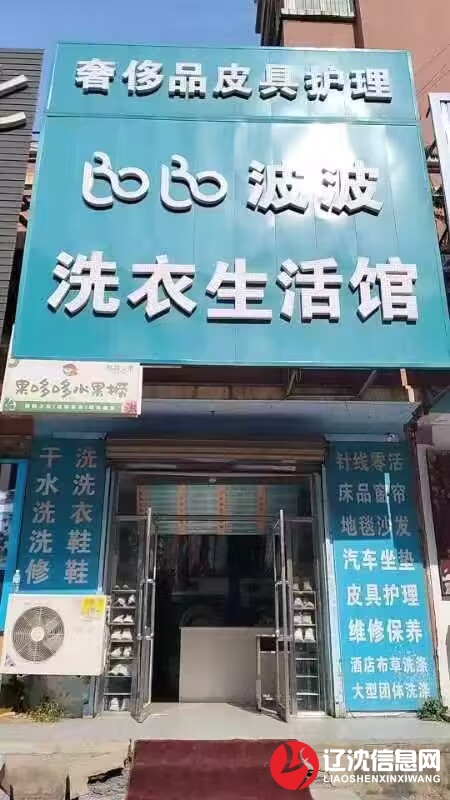 奢侈品皮具护理
bobo 波波
洗衣生活馆
果哆哆水果捞
干洗
水洗
洗衣
洗鞋
修鞋
针线零活
床品窗帘
地毯沙发
汽车坐垫
皮具护理
维修保养
酒店布草洗涤
大型团体洗涤
辽沈信息网
LIAOSHENXINXIWANG